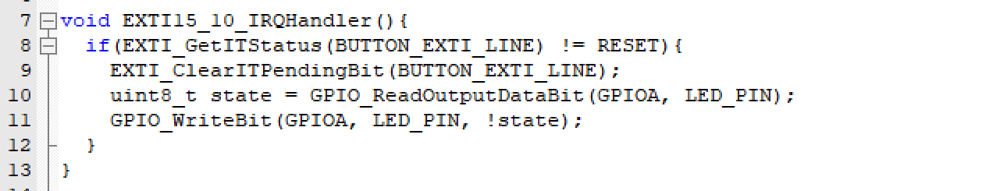 7 void EXTI15_10_IRQHandler(){
8 if(EXTI_GetITStatus(BUTTON_EXTI_LINE) != RESET){
9 EXTI_ClearITPendingBit(BUTTON_EXTI_LINE);
10 uint8_t state = GPIO_ReadOutputDataBit(GPIOA, LED_PIN);
11 GPIO_WriteBit(GPIOA, LED_PIN, !state);
12 }
13 }